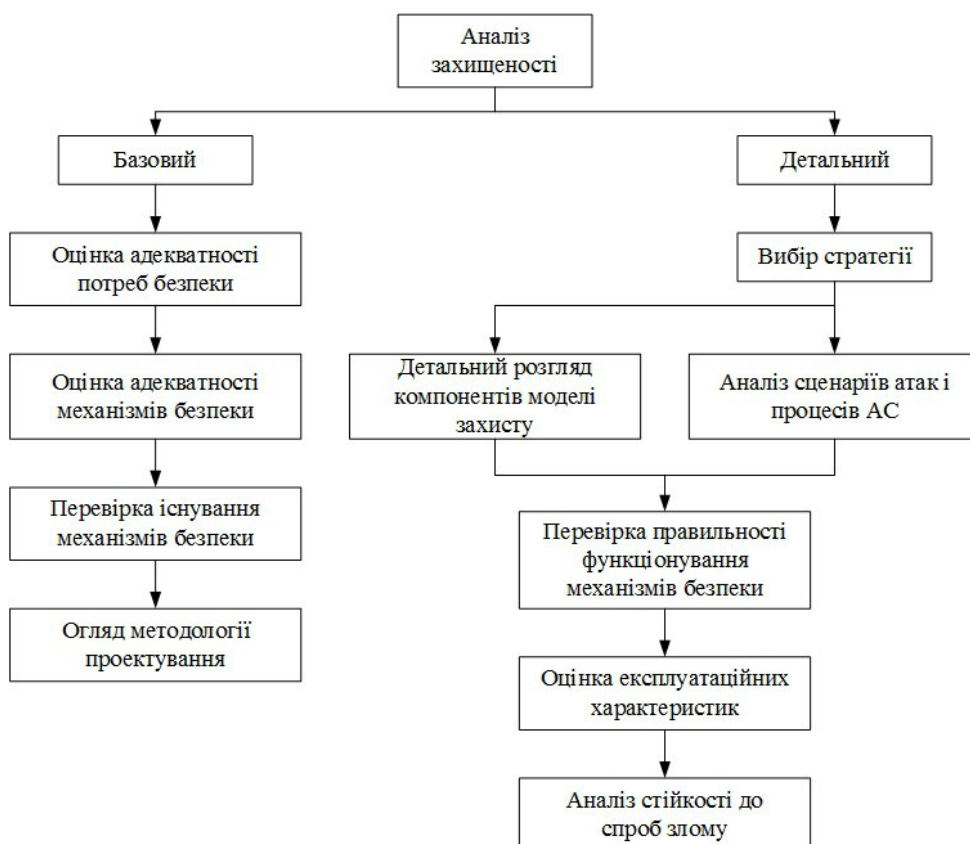 Аналіз
захищеності
Базовий
Детальний
Оцінка адекватності
потреб безпеки
Вибір стратегії
Оцінка адекватності
механізмів безпеки
Детальний розгляд
компонентів моделі
захисту
Аналіз сценаріїв атак і
процесів АС
Перевірка існування
механізмів безпеки
Перевірка правильності
функціонування
механізмів безпеки
Огляд методології
проектування
Оцінка експлуатаційних
характеристик
Аналіз стійкості до
спроб злому